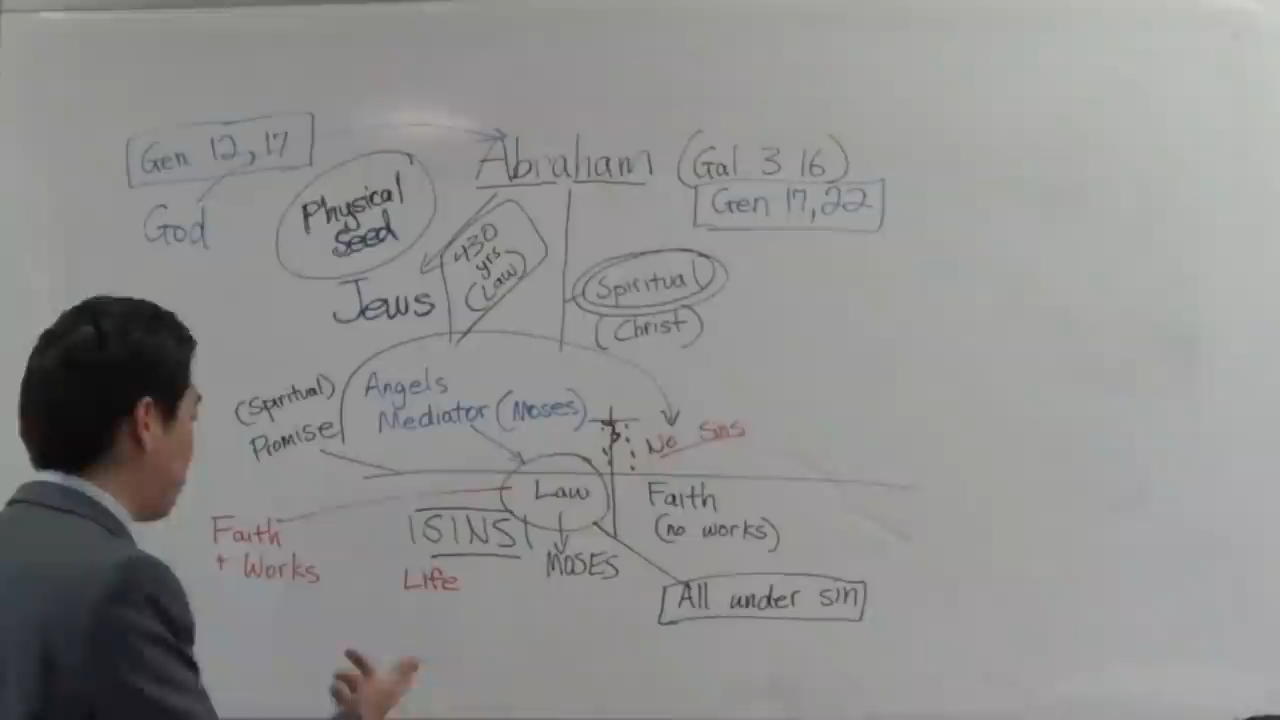 Gen 12, 17
God
Abraham (Gal 3 16)
Gen 17, 22
Physical
Seed
430
yrs
(Law)
Jews
(Spiritual)
(Christ)
(Spiritual)
Promise
Angels
Mediator (Moses)
No Sins
Law
Faith
(no works)
Faith
+ Works
SINS
Life
MOSES
All under sin